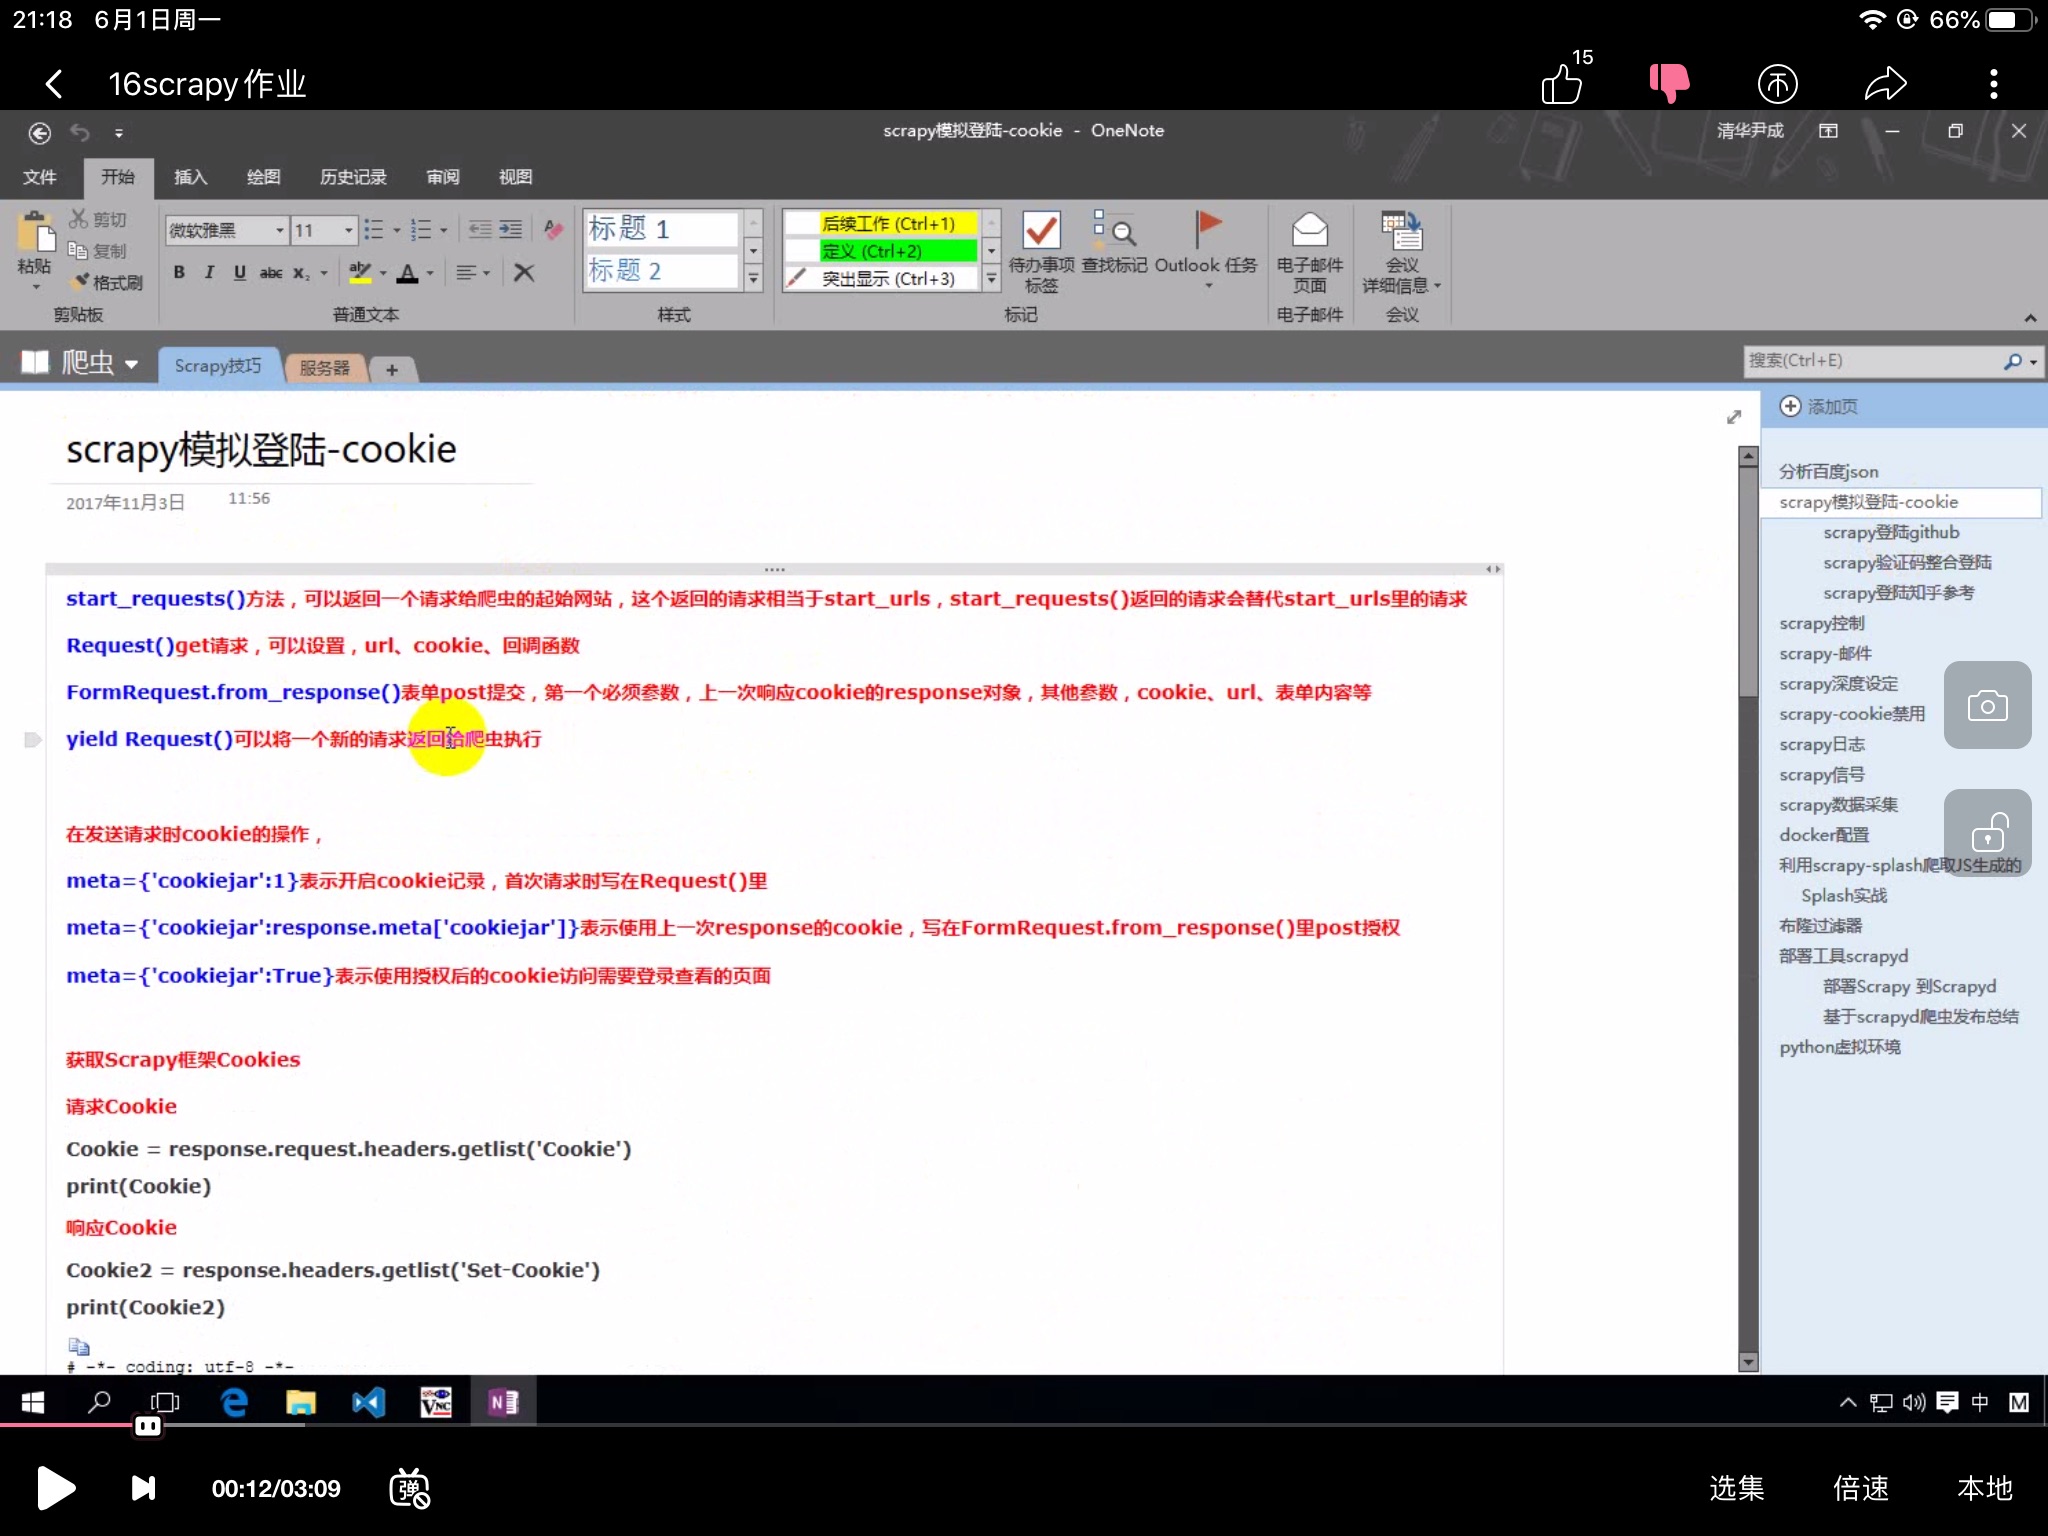 21:18 6月1日周一
66%
16scrapy作业
15
scrapy模拟登陆-cookie - OneNote
清华尹成
文件 开始 插入 绘图 历史记录 审阅 视图
粘贴
剪切
复制
格式刷
剪贴板
微软雅黑 11
B I U abc x₂ aby A
普通文本
标题 1
标题 2
样式
后续工作 (Ctrl+1)
定义 (Ctrl+2)
突出显示 (Ctrl+3)
待办事项
标签
查找标记
Outlook 任务
标记
电子邮件
页面
电子邮件
会议
详细信息
会议
爬虫
Scrapy技巧
服务器
+
搜索(Ctrl+E)
scrapy模拟登陆-cookie
2017年11月3日 11:56
start_requests()方法，可以返回一个请求给爬虫的起始网站，这个返回的请求相当于start_urls，start_requests()返回的请求会替代start_urls里的请求
Request()get请求，可以设置，url、cookie、回调函数
FormRequest.from_response()表单post提交，第一个必须参数，上一次响应cookie的response对象，其他参数，cookie、url、表单内容等
yield Request()可以将一个新的请求返回给爬虫执行
在发送请求时cookie的操作，
meta={'cookiejar':1}表示开启cookie记录，首次请求时写在Request()里
meta={'cookiejar':response.meta['cookiejar']}表示使用上一次response的cookie，写在FormRequest.from_response()里post授权
meta={'cookiejar':True}表示使用授权后的cookie访问需要登录查看的页面
获取Scrapy框架Cookies
请求Cookie
Cookie = response.request.headers.getlist('Cookie')
print(Cookie)
响应Cookie
Cookie2 = response.headers.getlist('Set-Cookie')
print(Cookie2)
# -*- coding: utf-8 -*-
添加页
分析百度json
scrapy模拟登陆-cookie
scrapy登陆github
scrapy验证码整合登陆
scrapy登陆知乎参考
scrapy控制
scrapy-邮件
scrapy深度设定
scrapy-cookie禁用
scrapy日志
scrapy信号
scrapy数据采集
docker配置
利用scrapy-splash爬取JS生成的
Splash实战
布隆过滤器
部署工具scrapyd
部署Scrapy 到Scrapyd
基于scrapyd爬虫发布总结
python虚拟环境
VNC
N
中 M
00:12/03:09
弹
选集 倍速 本地